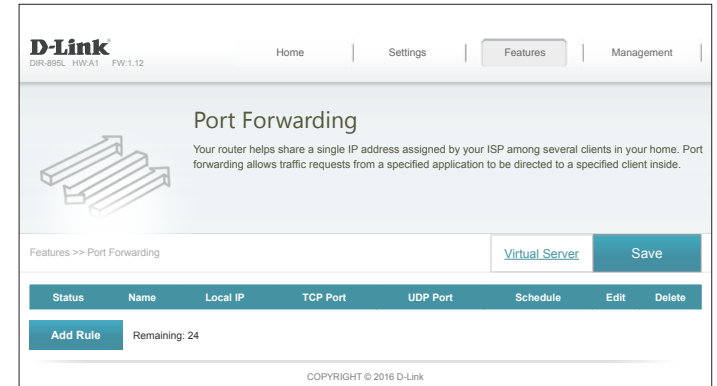 D-Link
DIR-895L HW:A1 FW:1.12
Home
Settings
Features
Management
Port Forwarding
Your router helps share a single IP address assigned by your ISP among several clients in your home. Port
forwarding allows traffic requests from a specified application to be directed to a specified client inside.
Features >> Port Forwarding
Virtual Server
Save
Status Name Local IP TCP Port UDP Port Schedule Edit Delete
Add Rule
Remaining: 24
COPYRIGHT © 2016 D-Link